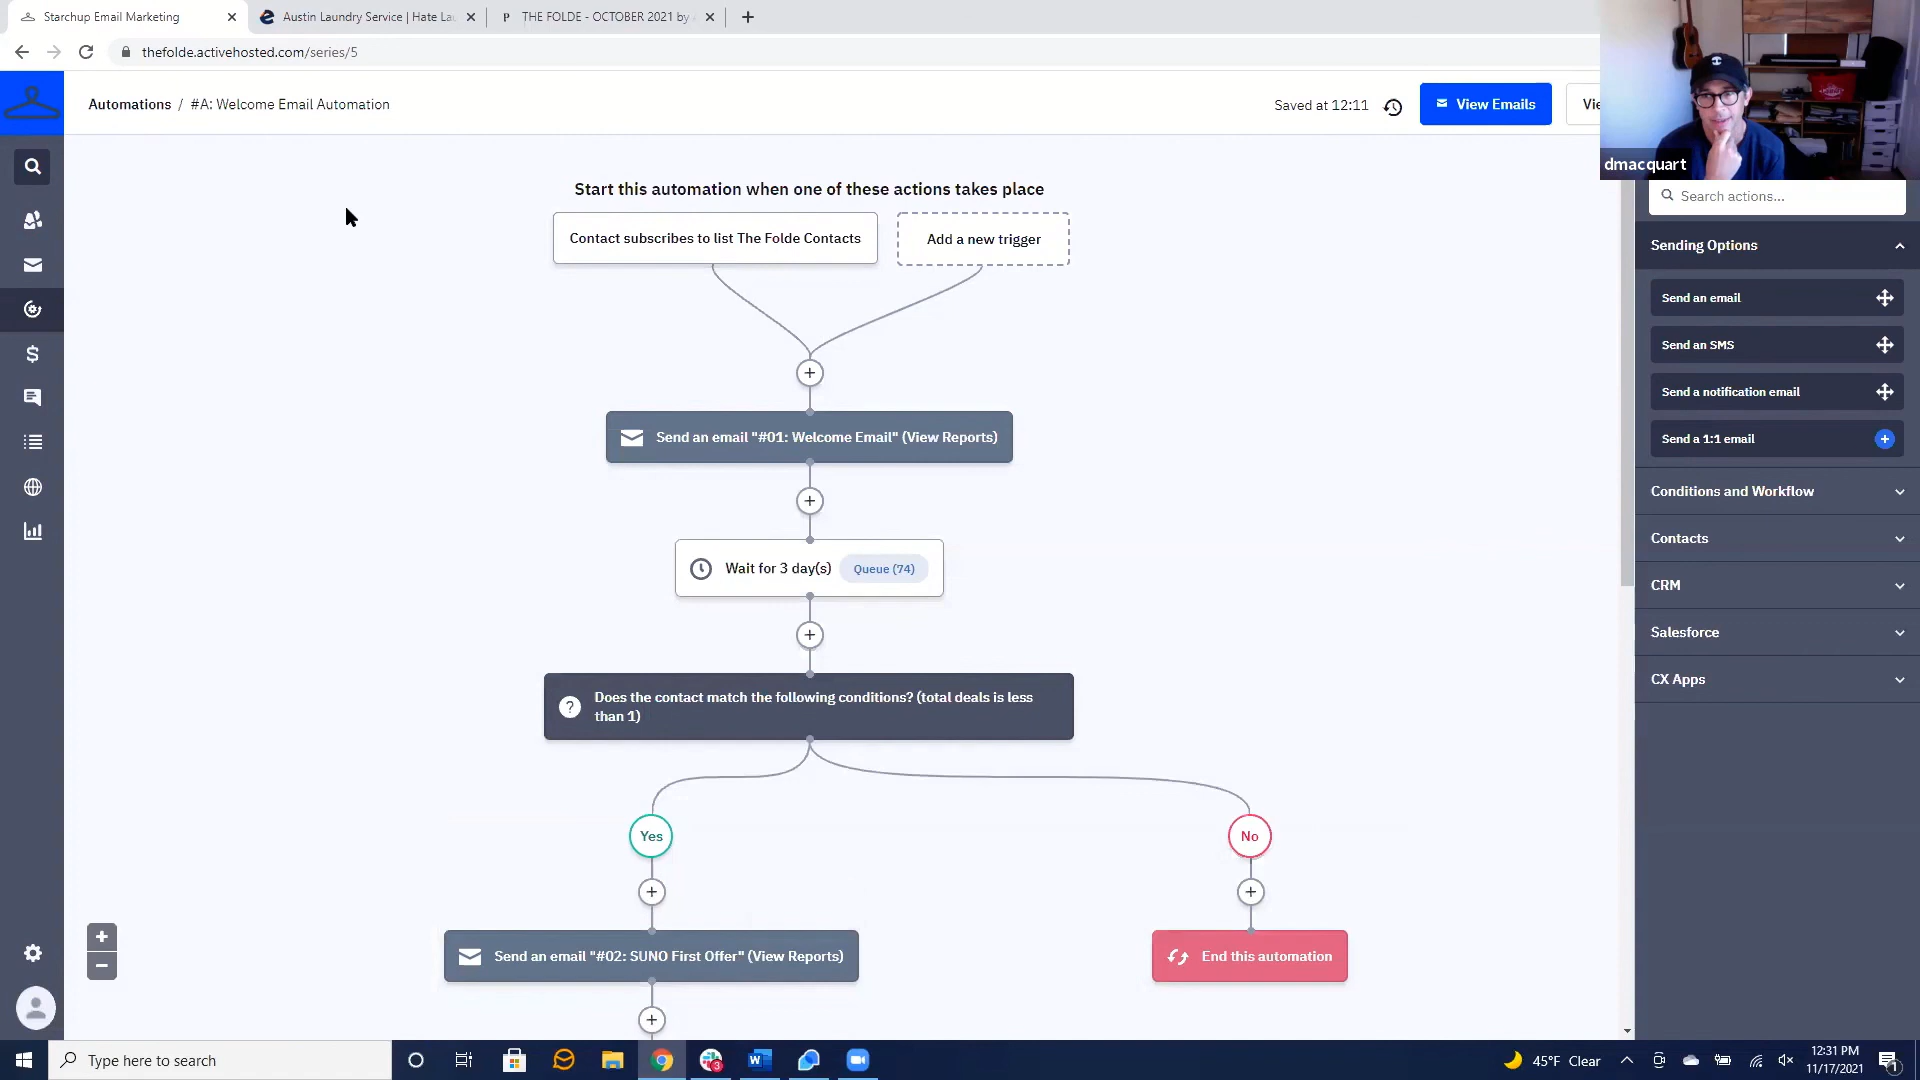 Starchup Email Marketing
Austin Laundry Service | Hate La
THE FOLDE - OCTOBER 2021 by
thefolde.activehosted.com/series/5
Automations / #A: Welcome Email Automation
Saved at 12:11
View Emails
Vie
dmacquart
Start this automation when one of these actions takes place
Contact subscribes to list The Folde Contacts
Add a new trigger
Send an email "#01: Welcome Email" (View Reports)
Wait for 3 day(s)
Queue (74)
Does the contact match the following conditions? (total deals is less
than 1)
Yes
No
Send an email "#02: SUNO First Offer" (View Reports)
End this automation
Search actions...
Sending Options
Send an email
Send an SMS
Send a notification email
Send a 1:1 email
Conditions and Workflow
Contacts
CRM
Salesforce
CX Apps
Type here to search
3
45°F Clear
12:31 PM
11/17/2021
1